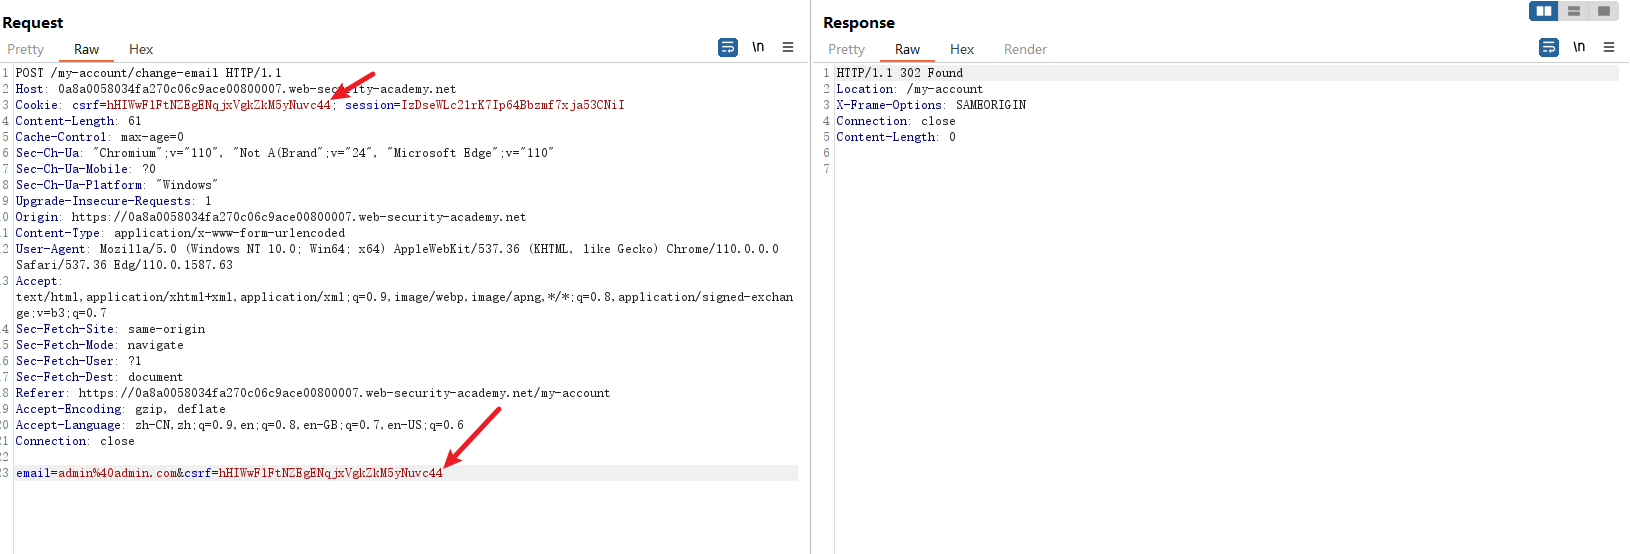 Request
Pretty Raw Hex \n
1 POST /my-account/change-email HTTP/1.1
2 Host: 0a8a0058034fa270c06c9ace00800007.web-security-academy.net
3 Cookie: csrf=hHIWwFlFtNZEgENqjxVgkZkM5yNuvc44; session=IzDseWLc21rK7Ip64Bbzmf7xja53CNiI
4 Content-Length: 61
5 Cache-Control: max-age=0
6 Sec-Ch-Ua: "Chromium";v="110", "Not A(Brand";v="24", "Microsoft Edge";v="110"
7 Sec-Ch-Ua-Mobile: ?0
8 Sec-Ch-Ua-Platform: "Windows"
9 Upgrade-Insecure-Requests: 1
0 Origin: https://0a8a0058034fa270c06c9ace00800007.web-security-academy.net
1 Content-Type: application/x-www-form-urlencoded
2 User-Agent: Mozilla/5.0 (Windows NT 10.0; Win64; x64) AppleWebKit/537.36 (KHTML, like Gecko) Chrome/110.0.0.0
Safari/537.36 Edg/110.0.1587.63
3 Accept:
text/html,application/xhtml+xml,application/xml;q=0.9,image/webp,image/apng,*/*;q=0.8,application/signed-exchan
ge;v=b3;q=0.7
4 Sec-Fetch-Site: same-origin
5 Sec-Fetch-Mode: navigate
6 Sec-Fetch-User: ?1
7 Sec-Fetch-Dest: document
8 Referer: https://0a8a0058034fa270c06c9ace00800007.web-security-academy.net/my-account
9 Accept-Encoding: gzip, deflate
20 Accept-Language: zh-CN,zh;q=0.9,en;q=0.8,en-GB;q=0.7,en-US;q=0.6
21 Connection: close
22
23 email=admin%40admin.com&csrf=hHIWwFlFtNZEgENqjxVgkZkM5yNuvc44
Response
Pretty Raw Hex Render \n
1 HTTP/1.1 302 Found
2 Location: /my-account
3 X-Frame-Options: SAMEORIGIN
4 Connection: close
5 Content-Length: 0
6
7